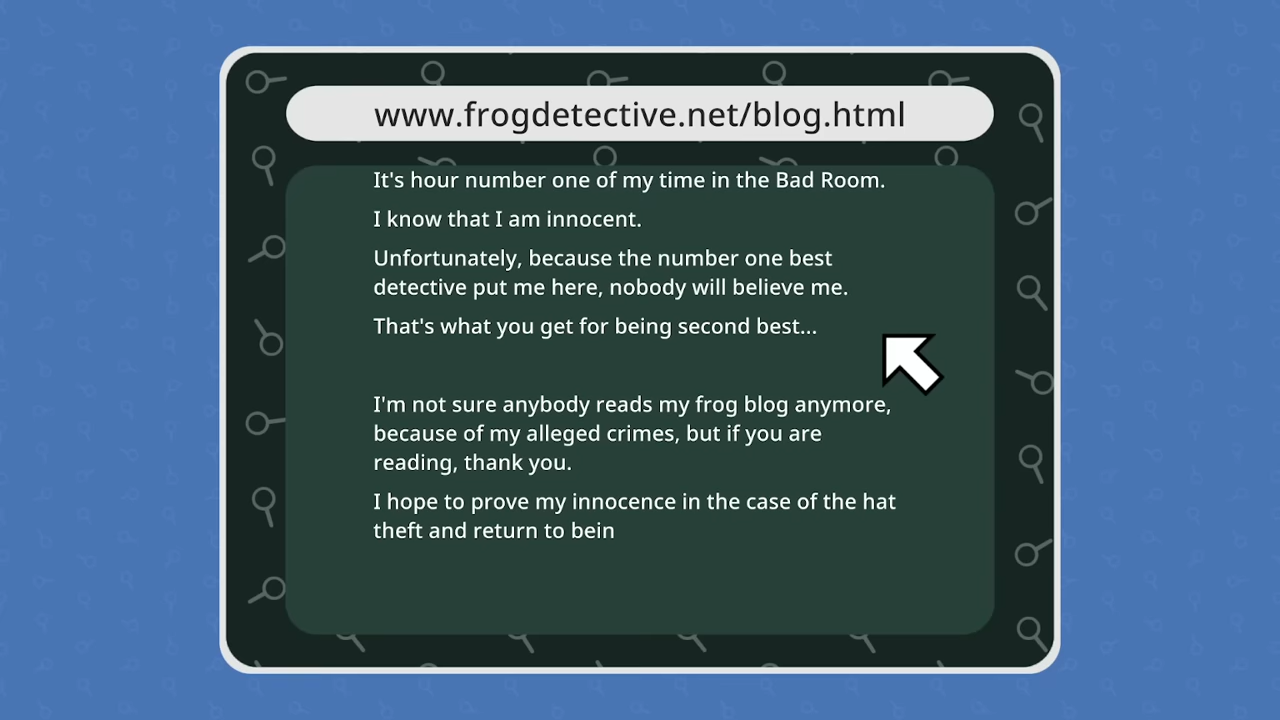 www.frogdetective.net/blog.html
It's hour number one of my time in the Bad Room.
I know that I am innocent.
Unfortunately, because the number one best
detective put me here, nobody will believe me.
That's what you get for being second best...
I'm not sure anybody reads my frog blog anymore,
because of my alleged crimes, but if you are
reading, thank you.
I hope to prove my innocence in the case of the hat
theft and return to bein